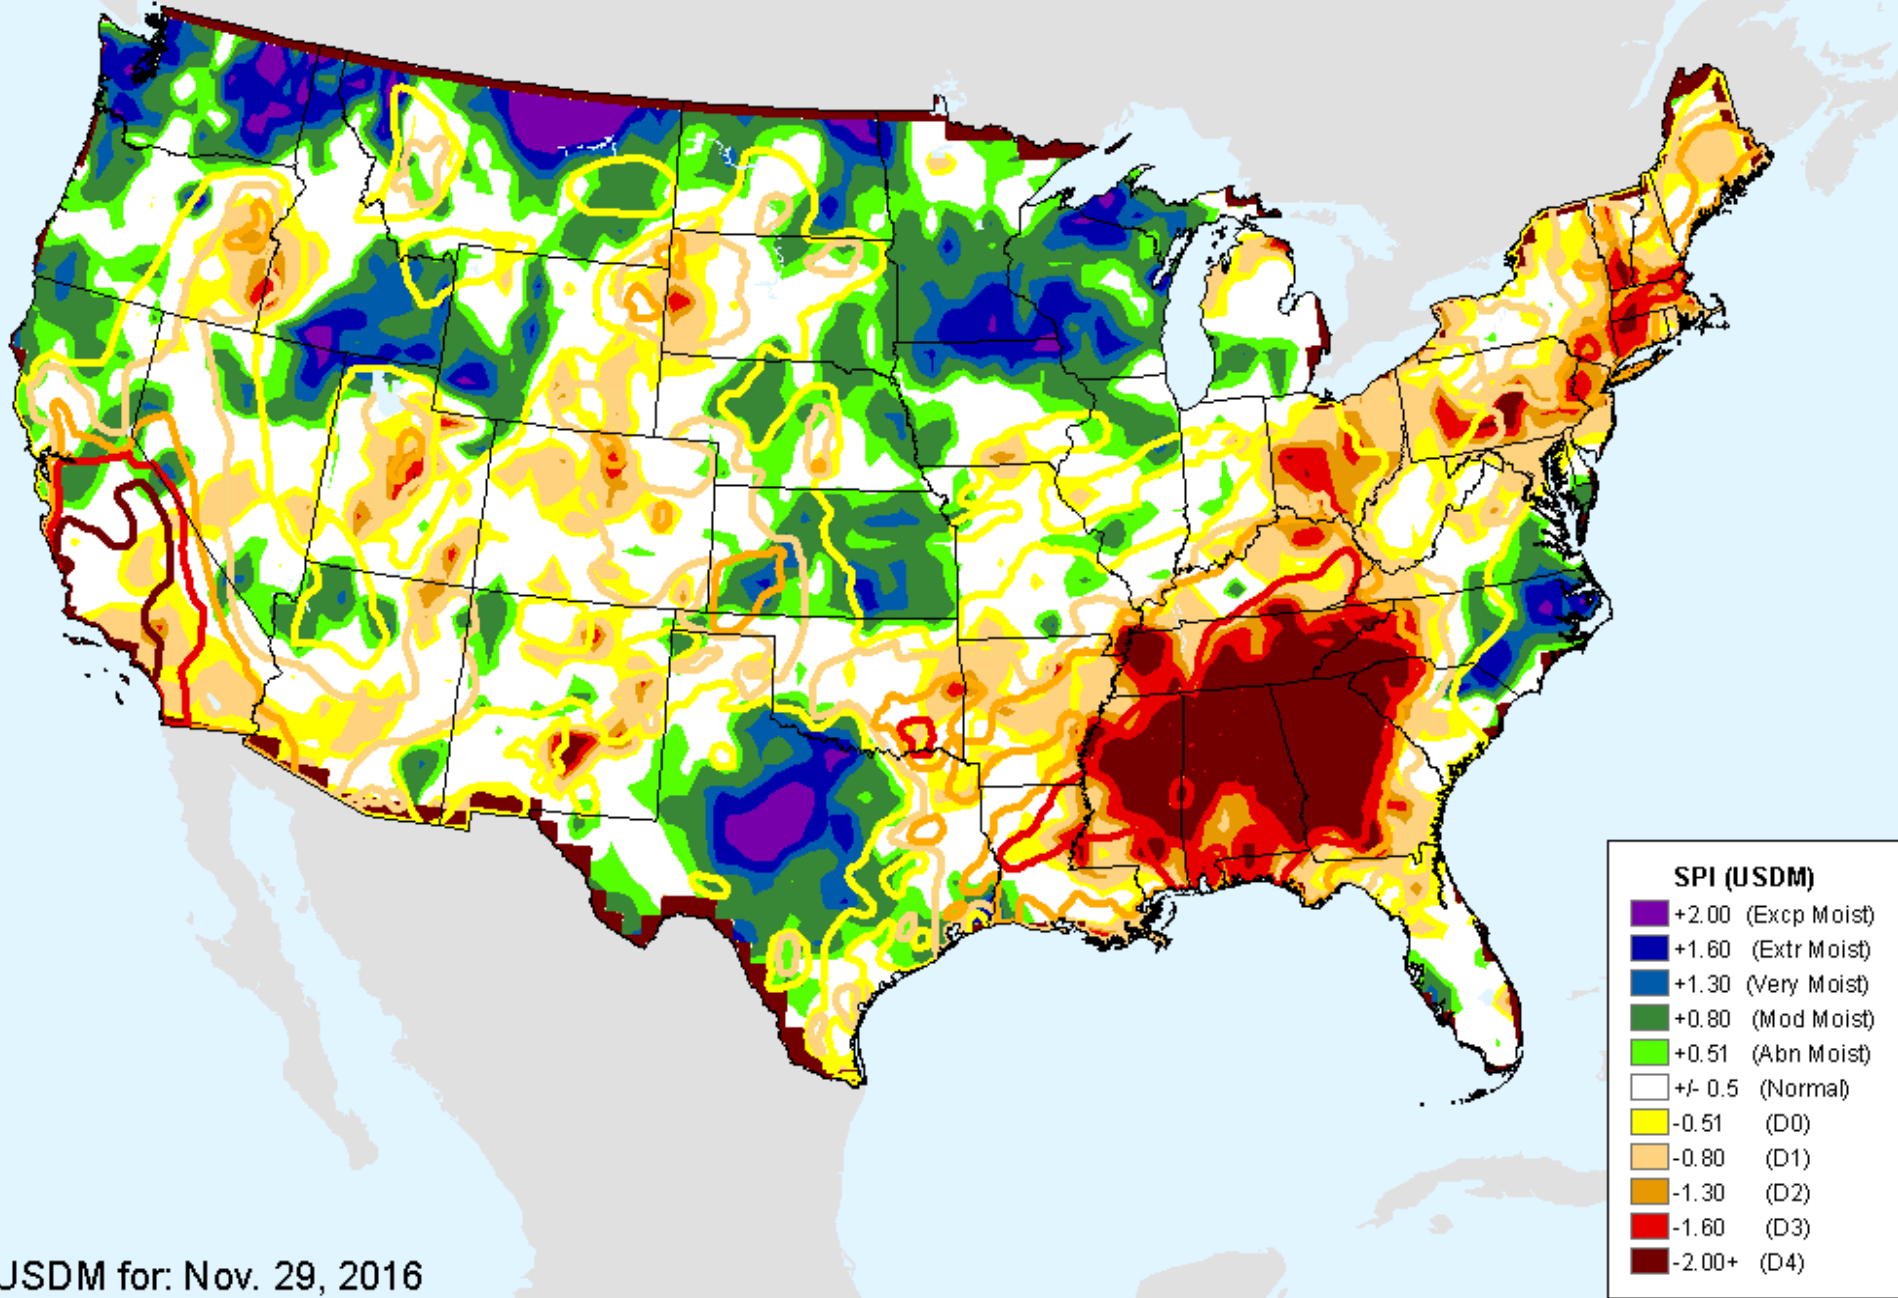 SPI (USDM)
+2.00 (Excp Moist)
+1.60 (Extr Moist)
+1.30 (Very Moist)
+0.80 (Mod Moist)
+0.51 (Abn Moist)
+/- 0.5 (Normal)
-0.51 (D0)
-0.80 (D1)
-1.30 (D2)
-1.60 (D3)
-2.00+ (D4)
USDM for: Nov. 29, 2016